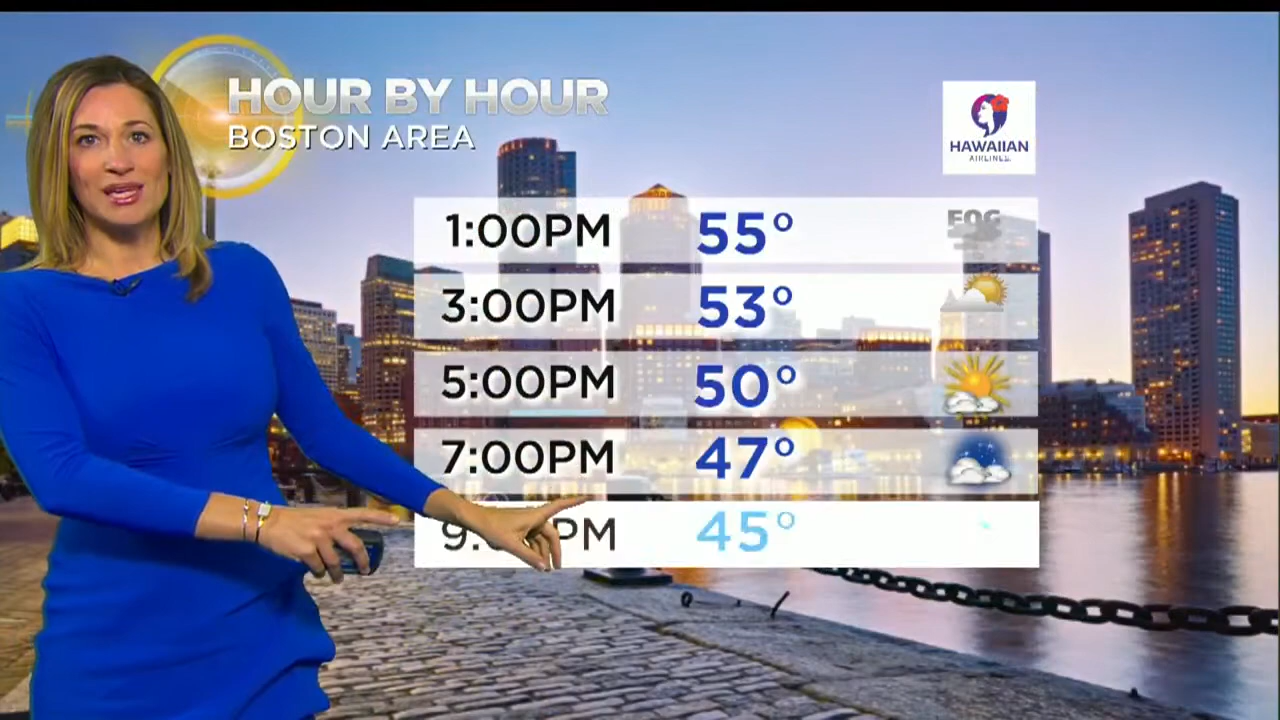 HOUR BY HOUR
BOSTON AREA
HAWAIIAN
AIRLINES.
1:00PM 55° FOG
3:00PM 53°
5:00PM 50°
7:00PM 47°
PM 45°